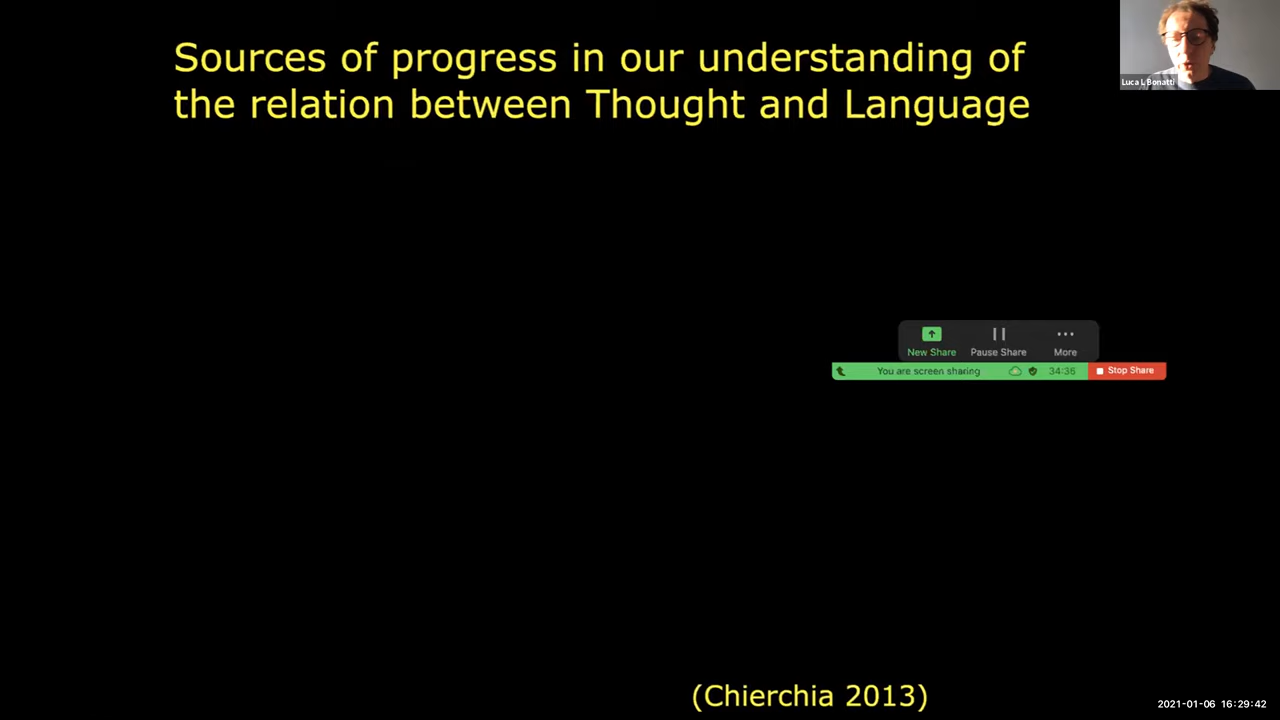 Sources of progress in our understanding of
the relation between Thought and Language
Luca L Bonatti
New Share
Pause Share
More
You are screen sharing
34:36
Stop Share
(Chierchia 2013)
2021-01-06 16:29:42